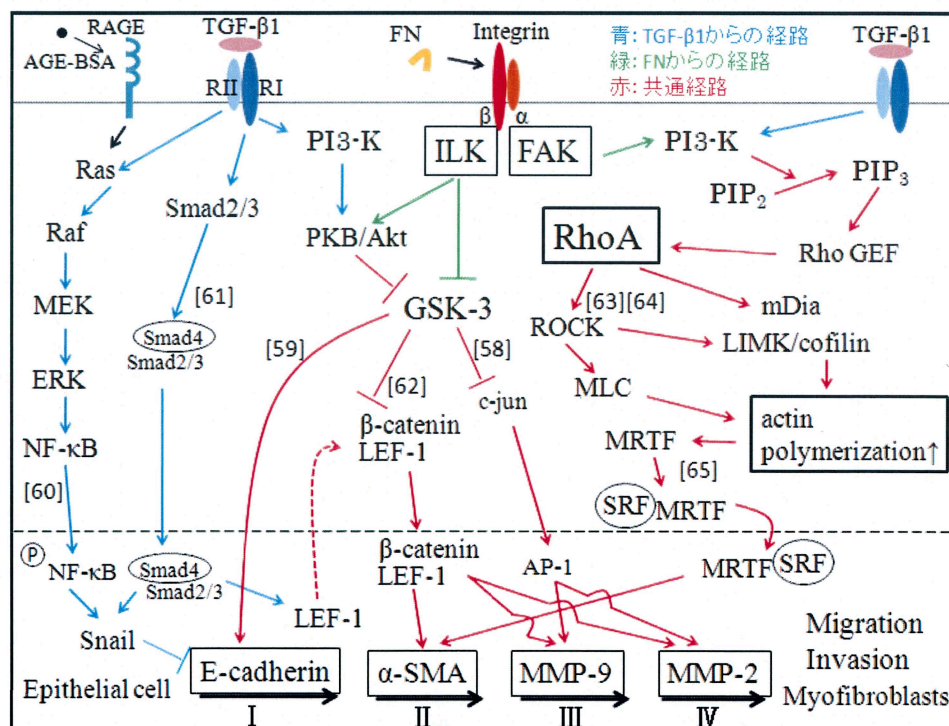 RAGE
AGE-BSA
TGF-β1
RII
RI
FN
Integrin
β
α
青: TGF-β1からの経路
緑: FNからの経路
赤: 共通経路
TGF-β1
Ras
PI3-K
ILK
FAK
PI3-K
PIP2
PIP3
Raf
Smad2/3
PKB/Akt
RhoA
Rho GEF
MEK
[61]
GSK-3
[63][64]
mDia
ROCK
Smad4
Smad2/3
[59]
[58]
LIMK/cofilin
ERK
[62]
c-jun
MLC
β-catenin
LEF-1
actin
polymerization↑
NF-κB
MRTF
[60]
[65]
SRF
MRTF
P
NF-κB
Smad4
Smad2/3
β-catenin
LEF-1
AP-1
MRTF
SRF
LEF-1
Snail
Migration
Invasion
Myofibroblasts
Epithelial cell
E-cadherin
α-SMA
MMP-9
MMP-2
I
II
III
IV